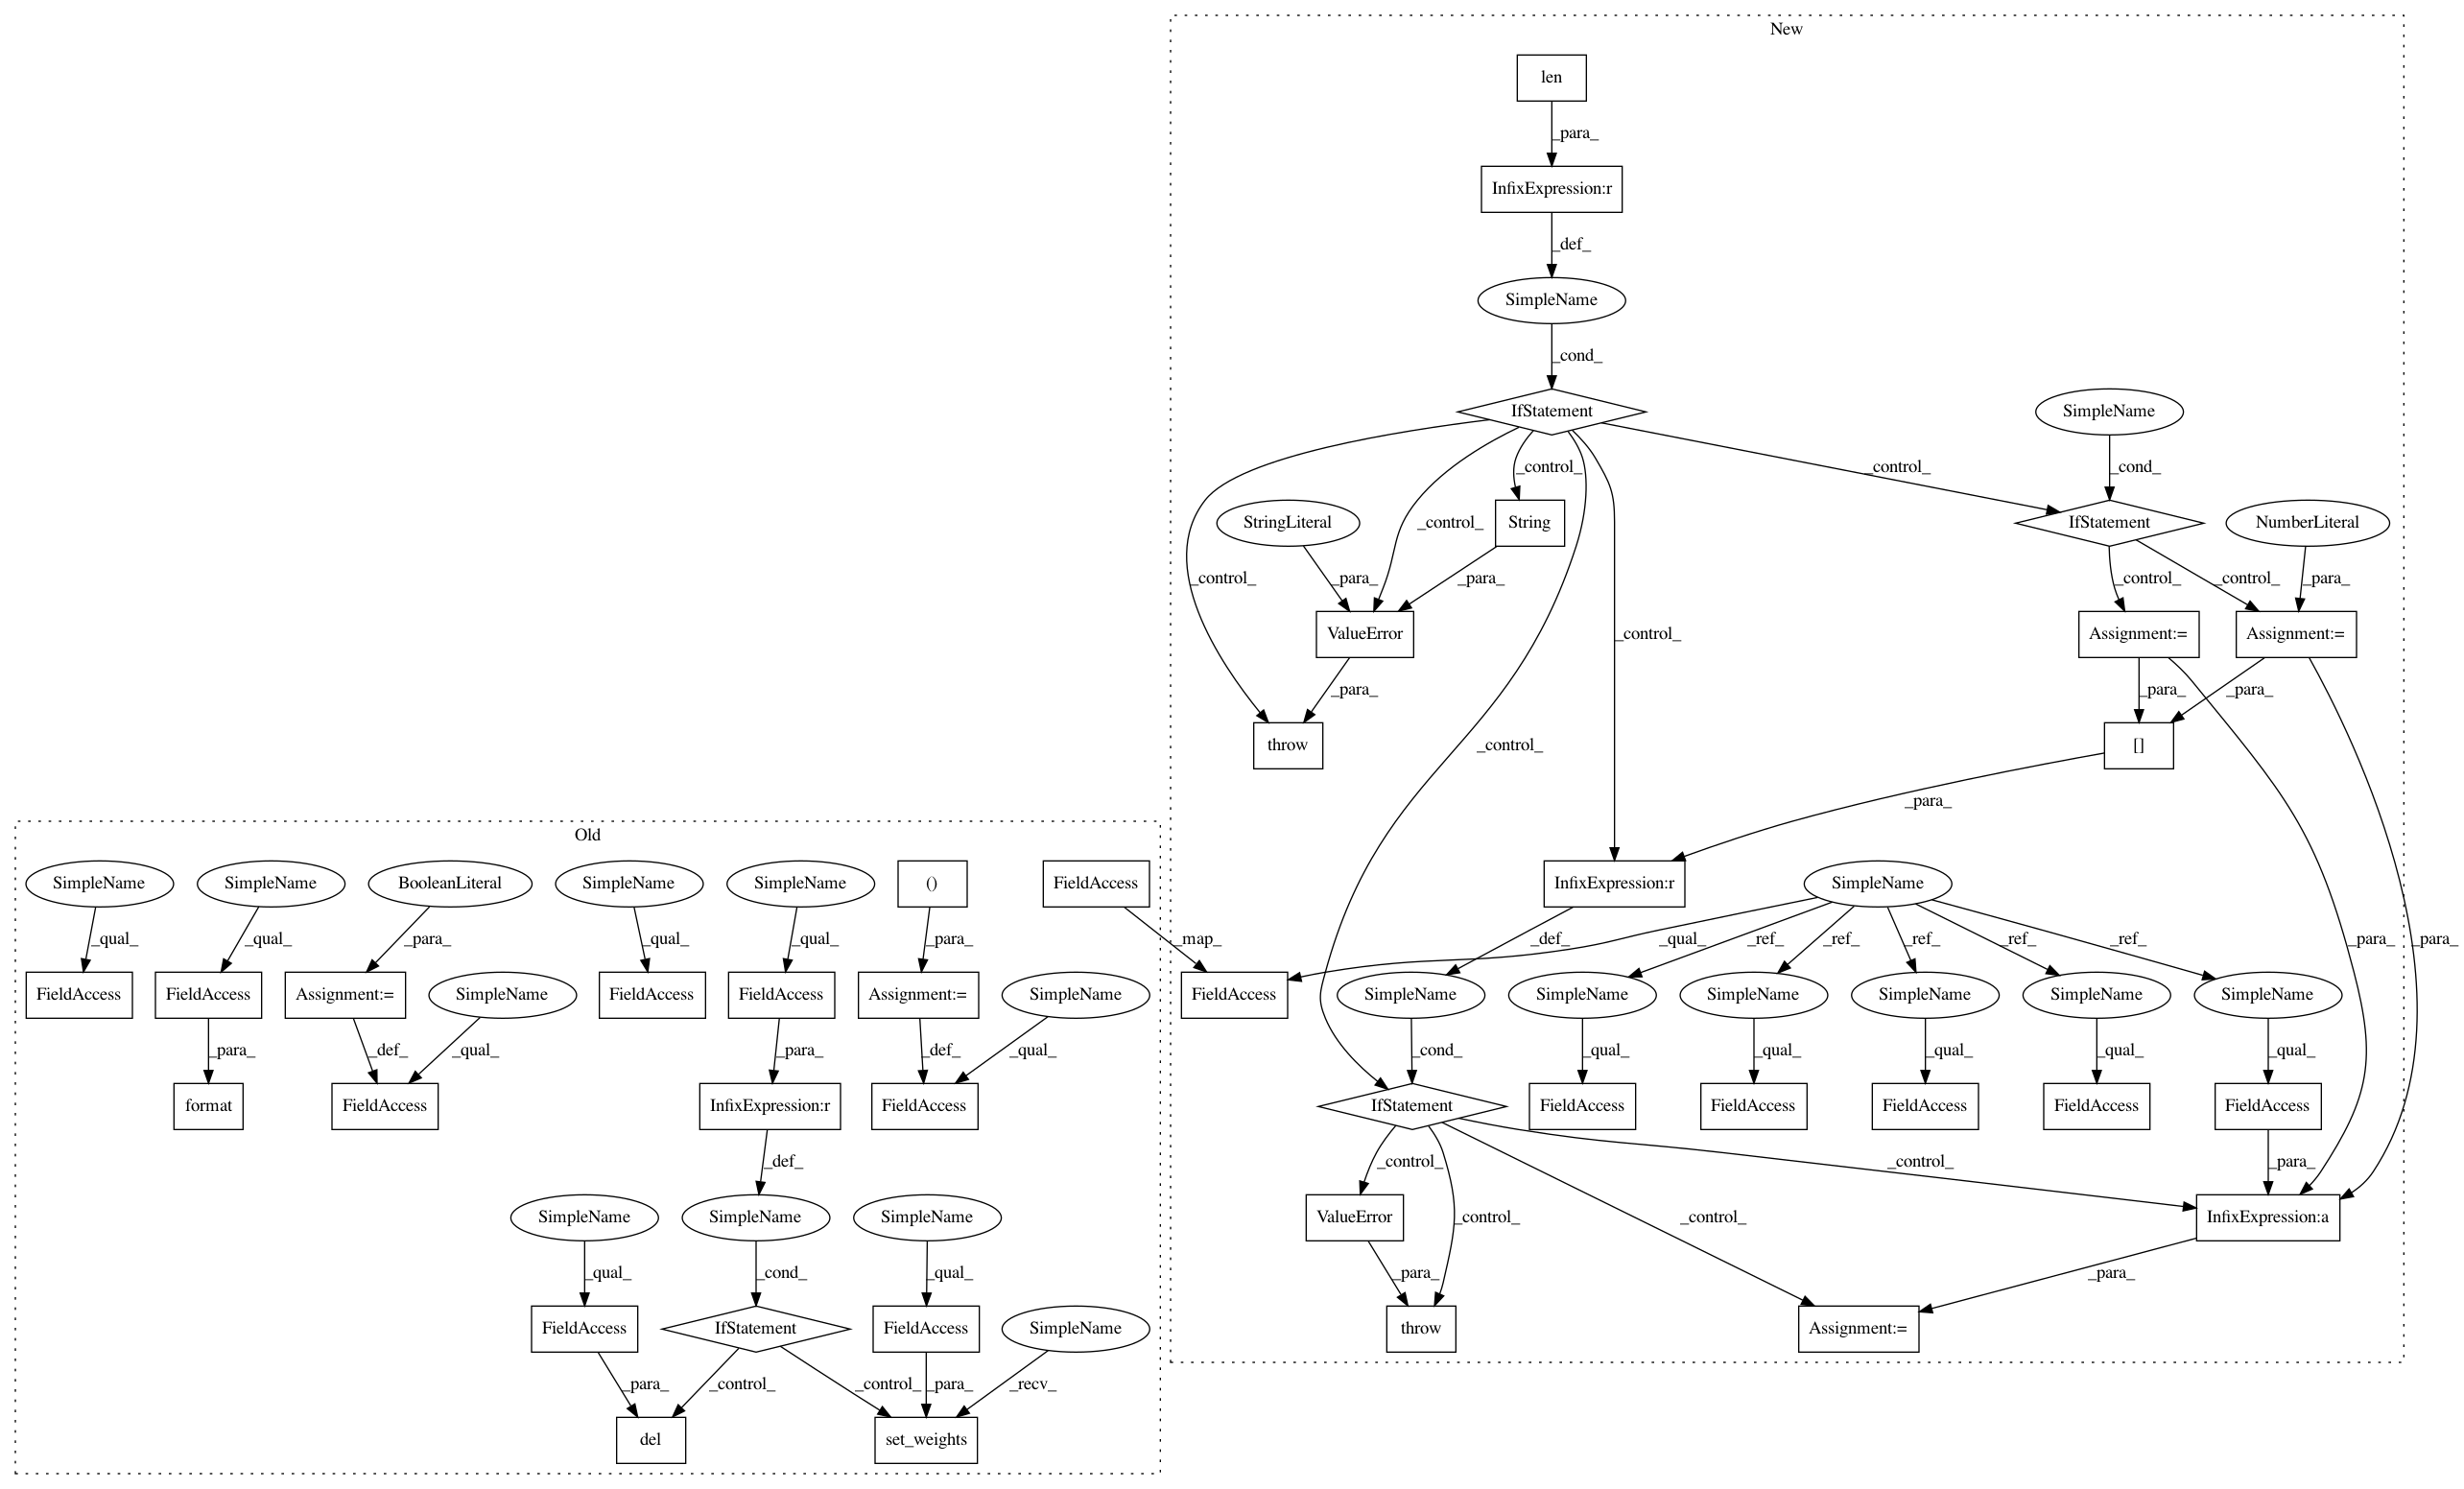 New
len
_para_
InfixExpression:r
_def_
SimpleName
_cond_
IfStatement
SimpleName
_control_
_control_
_cond_
StringLiteral
_control_
String
IfStatement
NumberLiteral
_control_
_para_
_para_
_control_
_control_
_para_
ValueError
_control_
Assignment:=
Assignment:=
_para_
_para_
_para_
throw
_control_
[]
_para_
Old
SimpleName
SimpleName
BooleanLiteral
SimpleName
SimpleName
()
FieldAccess
InfixExpression:r
SimpleName
_qual_
_qual_
_para_
_qual_
_qual_
_para_
_map_
_def_
_qual_
_ref_
_ref_
_ref_
_ref_
_ref_
_para_
_para_
FieldAccess
FieldAccess
Assignment:=
SimpleName
FieldAccess
FieldAccess
Assignment:=
SimpleName
FieldAccess
SimpleName
SimpleName
SimpleName
SimpleName
SimpleName
SimpleName
_para_
_def_
_qual_
_para_
_def_
_qual_
_cond_
_qual_
_qual_
_qual_
_qual_
_qual_
format
FieldAccess
InfixExpression:r
FieldAccess
IfStatement
FieldAccess
FieldAccess
FieldAccess
FieldAccess
FieldAccess
_def_
_control_
_control_
_para_
SimpleName
SimpleName
SimpleName
ValueError
_control_
_control_
InfixExpression:a
_qual_
_cond_
_qual_
_para_
_para_
FieldAccess
IfStatement
FieldAccess
SimpleName
throw
Assignment:=
_para_
_control_
_control_
_para_
_recv_
del
set_weights